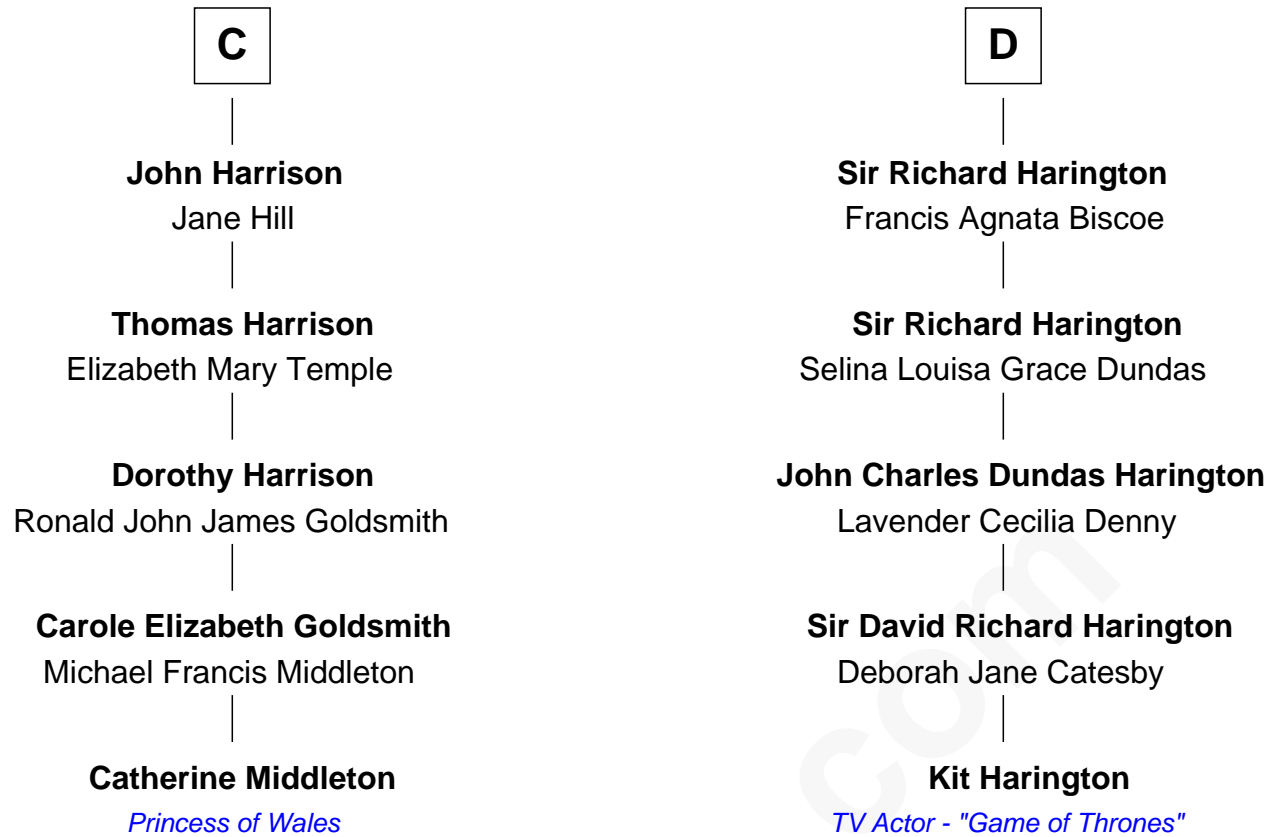 C
John Harrison
Jane Hill
Thomas Harrison
Elizabeth Mary Temple
Dorothy Harrison
Ronald John James Goldsmith
Carole Elizabeth Goldsmith
Michael Francis Middleton
Catherine Middleton
Princess of Wales
D
Sir Richard Harington
Francis Agnata Biscoe
Sir Richard Harington
Selina Louisa Grace Dundas
John Charles Dundas Harington
Lavender Cecilia Denny
Sir David Richard Harington
Deborah Jane Catesby
Kit Harington
TV Actor - "Game of Thrones"
com